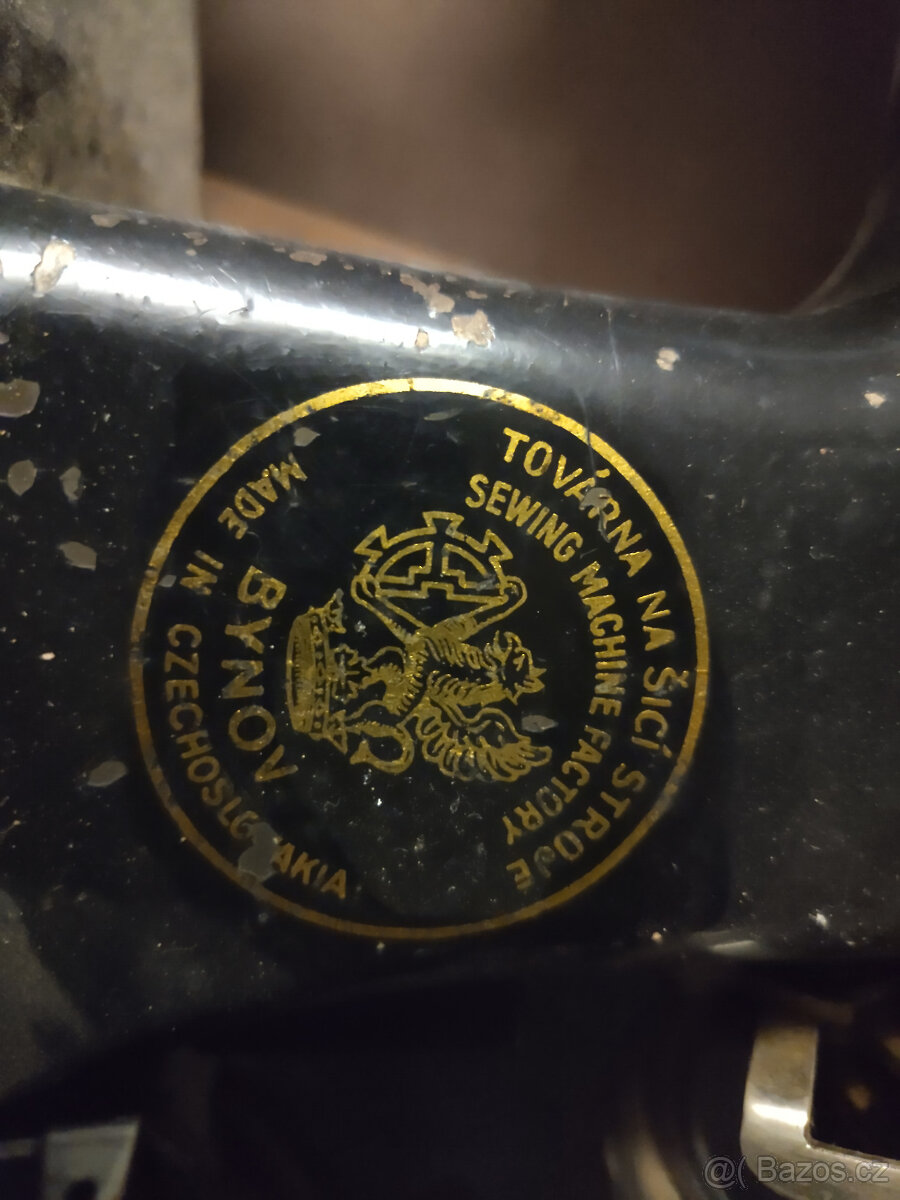 TOVÁRNA NA ŠICÍ STROJE
SEWING MACHINE FACTORY
BYNOV
MADE IN CZECHOSLOVAKIA
@( Bazos.cz